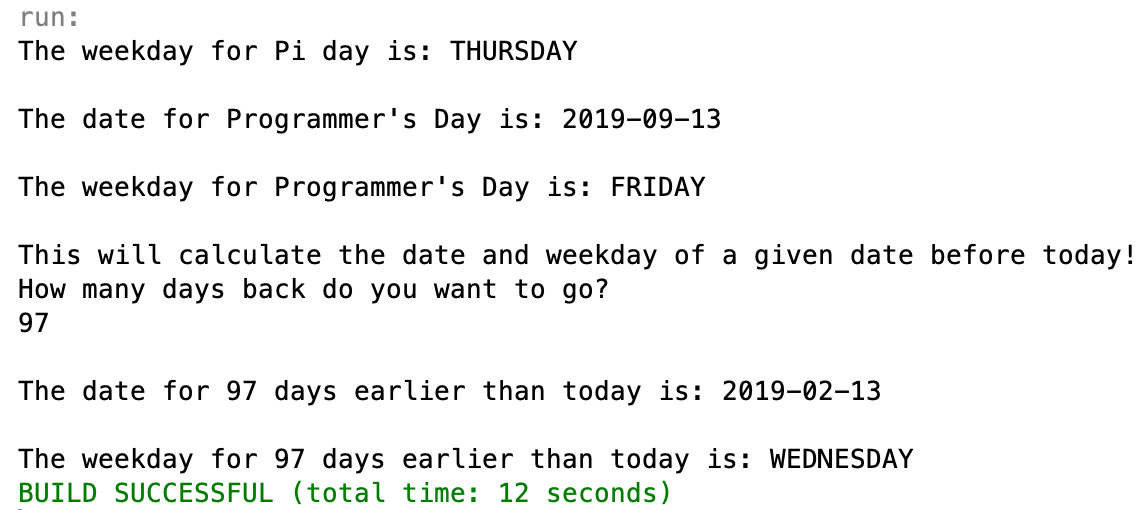 run:
The weekday for Pi day is: THURSDAY
The date for Programmer's Day is: 2019-09-13
The weekday for Programmer's Day is: FRIDAY
This will calculate the date and weekday of a given date before today!
How many days back do you want to go?
97
The date for 97 days earlier than today is: 2019-02-13
The weekday for 97 days earlier than today is: WEDNESDAY
BUILD SUCCESSFUL (total time: 12 seconds)